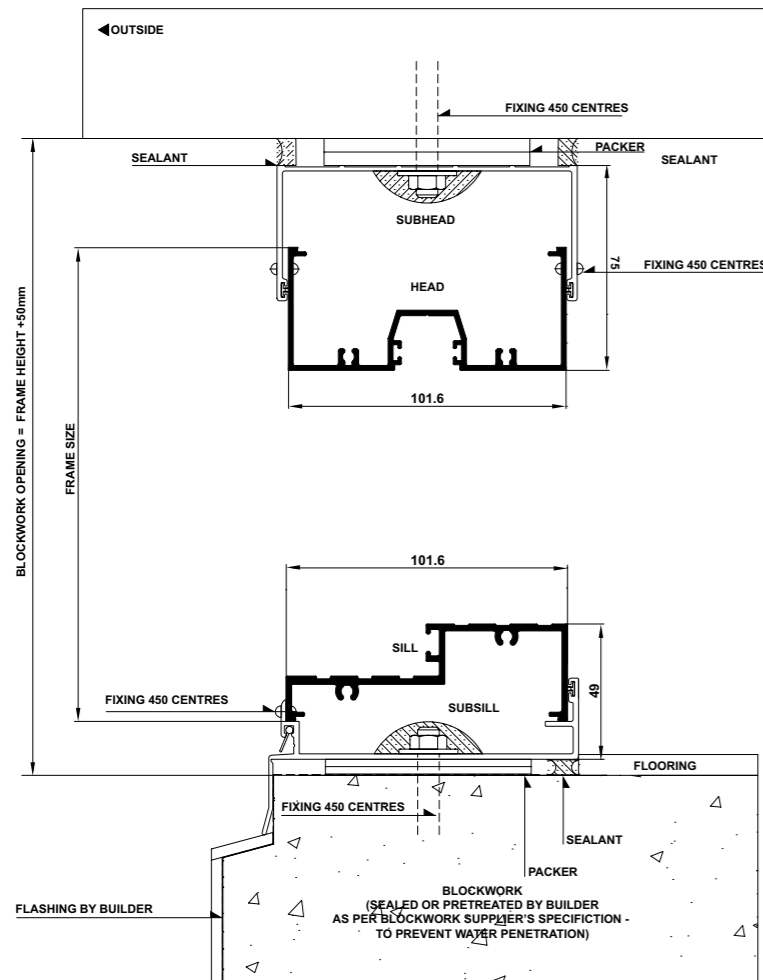 OUTSIDE
FIXING 450 CENTRES
SEALANT
PACKER
SEALANT
SUBHEAD
FIXING 450 CENTRES
75
HEAD
101.6
BLOCKWORK OPENING = FRAME HEIGHT +50mm
FRAME SIZE
101.6
SILL
FIXING 450 CENTRES
SUBSILL
49
FLOORING
FIXING 450 CENTRES
SEALANT
PACKER
FLASHING BY BUILDER
BLOCKWORK
(SEALED OR PRETREATED BY BUILDER
AS PER BLOCKWORK SUPPLIER'S SPECIFICTION -
TO PREVENT WATER PENETRATION)